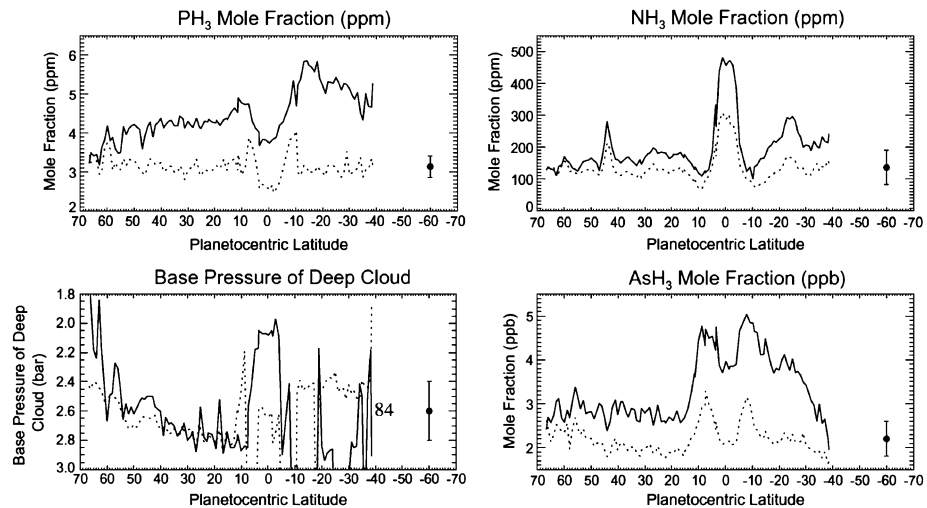 PH3 Mole Fraction (ppm)
Mole Fraction (ppm)
6
5
4
3
2
70 60 50 40 30 20 10 0 -10 -20 -30 -40 -50 -60 -70
Planetocentric Latitude
NH3 Mole Fraction (ppm)
Mole Fraction (ppm)
500
400
300
200
100
0
70 60 50 40 30 20 10 0 -10 -20 -30 -40 -50 -60 -70
Planetocentric Latitude
Base Pressure of Deep Cloud
Base Pressure of Deep
Cloud (bar)
1.8
2.0
2.2
2.4
2.6
2.8
3.0
84
70 60 50 40 30 20 10 0 -10 -20 -30 -40 -50 -60 -70
Planetocentric Latitude
AsH3 Mole Fraction (ppb)
Mole Fraction (ppb)
5
4
3
2
70 60 50 40 30 20 10 0 -10 -20 -30 -40 -50 -60 -70
Planetocentric Latitude